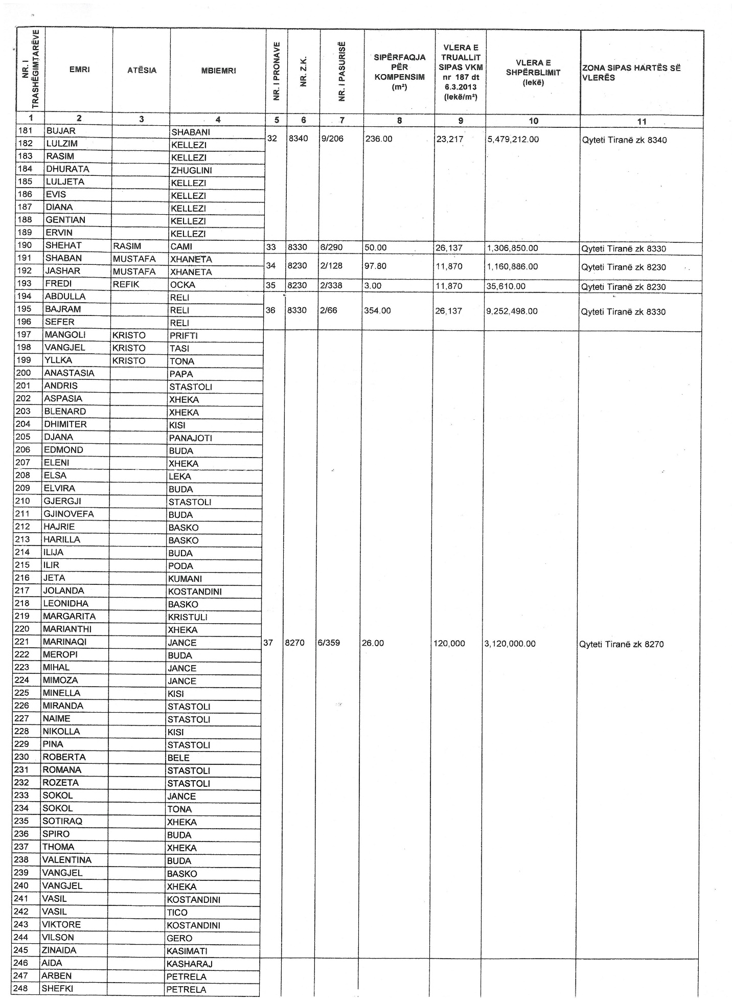 NR. I TRASHËGIMTARËVE EMRI ATËSIA MBIEMRI NR. I PRONAVE NR. Z.K. NR. I PASURISË SIPËRFAQJA PËR KOMPENSIM (m²) VLERA E TRUALLIT SIPAS VKM nr 187 dt 6.3.2013 (lekë/m²) VLERA E SHPËRBLIMIT (lekë) ZONA SIPAS HARTËS SË VLERËS
1 2 3 4 5 6 7 8 9 10 11
181 BUJAR SHABANI
32 8340 9/206 236.00 23,217 5,479,212.00 Qyteti Tiranë zk 8340
182 LULZIM KELLEZI
183 RASIM KELLEZI
184 DHURATA ZHUGLINI
185 LULJETA KELLEZI
186 EVIS KELLEZI
187 DIANA KELLEZI
188 GENTIAN KELLEZI
189 ERVIN KELLEZI
190 SHEHAT RASIM CAMI 33 8330 6/290 50.00 26,137 1,306,850.00 Qyteti Tiranë zk 8330
191 SHABAN MUSTAFA XHANETA
34 8230 2/128 97.80 11,870 1,160,886.00 Qyteti Tiranë zk 8230
192 JASHAR MUSTAFA XHANETA
193 FREDI REFIK OCKA 35 8230 2/338 3.00 11,870 35,610.00 Qyteti Tiranë zk 8230
194 ABDULLA RELI
195 BAJRAM RELI 36 8330 2/66 354.00 26,137 9,252,498.00 Qyteti Tiranë zk 8330
196 SEFER RELI
197 MANGOLI KRISTO PRIFTI
198 VANGJEL KRISTO TASI
199 YLLKA KRISTO TONA
200 ANASTASIA PAPA
201 ANDRIS STASTOLI
202 ASPASIA XHEKA
203 BLENARD XHEKA
204 DHIMITER KISI
205 DJANA PANAJOTI
206 EDMOND BUDA
207 ELENI XHEKA
208 ELSA LEKA
209 ELVIRA BUDA
210 GJERGJI STASTOLI
211 GJINOVEFA BUDA
212 HAJRIE BASKO
213 HARILLA BASKO
214 ILIJA BUDA
215 ILIR PODA
216 JETA KUMANI
217 JOLANDA KOSTANDINI
218 LEONIDHA BASKO
219 MARGARITA KRISTULI
220 MARIANTHI XHEKA
221 MARINAQI JANCE 37 8270 6/359 26.00 120,000 3,120,000.00 Qyteti Tiranë zk 8270
222 MEROPI BUDA
223 MIHAL JANCE
224 MIMOZA JANCE
225 MINELLA KISI
226 MIRANDA STASTOLI
227 NAIME STASTOLI
228 NIKOLLA KISI
229 PINA STASTOLI
230 ROBERTA BELE
231 ROMANA STASTOLI
232 ROZETA STASTOLI
233 SOKOL JANCE
234 SOKOL TONA
235 SOTIRAQ XHEKA
236 SPIRO BUDA
237 THOMA XHEKA
238 VALENTINA BUDA
239 VANGJEL BASKO
240 VANGJEL XHEKA
241 VASIL KOSTANDINI
242 VASIL TICO
243 VIKTORE KOSTANDINI
244 VILSON GERO
245 ZINAIDA KASIMATI
246 AIDA KASHARAJ
247 ARBEN PETRELA
248 SHEFKI PETRELA